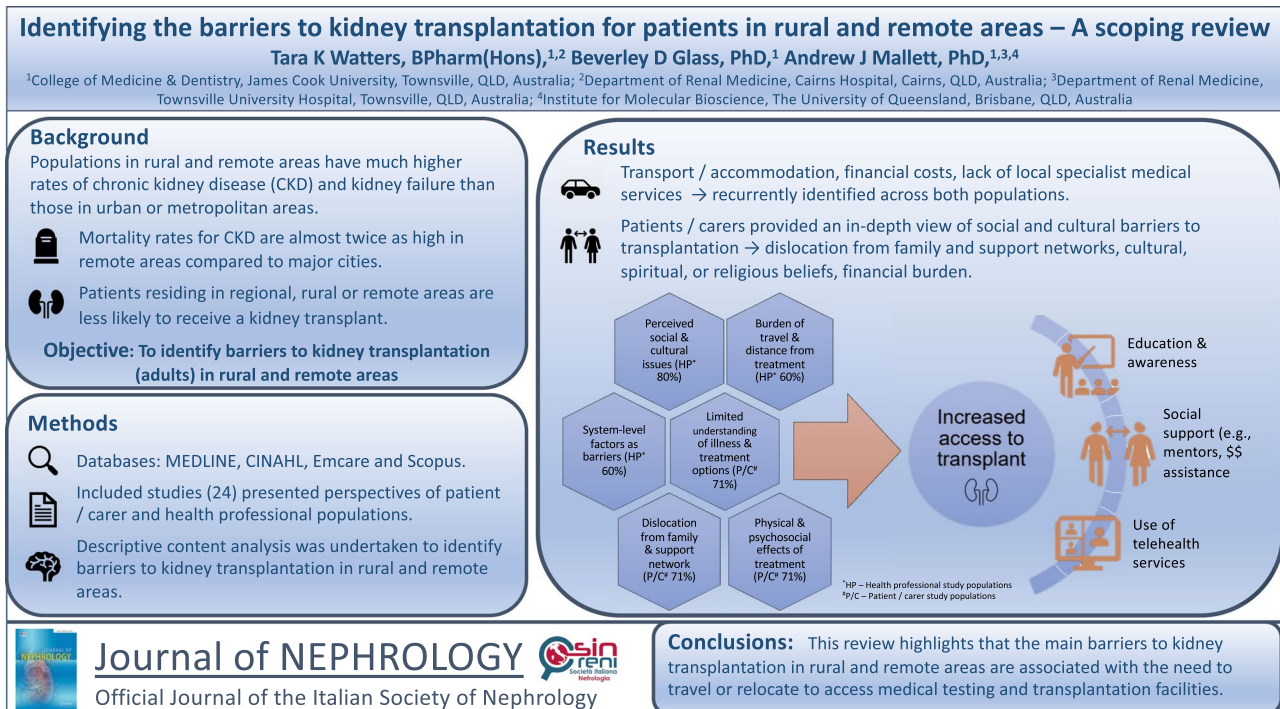 Identifying the barriers to kidney transplantation for patients in rural and remote areas – A scoping review
Tara K Watters, BPharm(Hons),1,2 Beverley D Glass, PhD,1 Andrew J Mallett, PhD,1,3,4
1College of Medicine & Dentistry, James Cook University, Townsville, QLD, Australia; 2Department of Renal Medicine, Cairns Hospital, Cairns, QLD, Australia; 3Department of Renal Medicine,
Townsville University Hospital, Townsville, QLD, Australia; 4Institute for Molecular Bioscience, The University of Queensland, Brisbane, QLD, Australia
Background
Populations in rural and remote areas have much higher
rates of chronic kidney disease (CKD) and kidney failure than
those in urban or metropolitan areas.
Mortality rates for CKD are almost twice as high in
remote areas compared to major cities.
Patients residing in regional, rural or remote areas are
less likely to receive a kidney transplant.
Objective: To identify barriers to kidney transplantation
(adults) in rural and remote areas
Methods
Databases: MEDLINE, CINAHL, Emcare and Scopus.
Included studies (24) presented perspectives of patient
/ carer and health professional populations.
Descriptive content analysis was undertaken to identify
barriers to kidney transplantation in rural and remote
areas.
Results
Transport / accommodation, financial costs, lack of local specialist medical
services → recurrently identified across both populations.
Patients / carers provided an in-depth view of social and cultural barriers to
transplantation → dislocation from family and support networks, cultural,
spiritual, or religious beliefs, financial burden.
Perceived
social &
cultural
issues (HP*
80%)
Burden of
travel &
distance from
treatment
(HP* 60%)
System-level
factors as
barriers (HP*
60%)
Limited
understanding
of illness &
treatment
options (P/C#
71%)
Dislocation
from family
& support
network
(P/C# 71%)
Physical &
psychosocial
effects of
treatment
(P/C# 71%)
Increased
access to
transplant
Education &
awareness
Social
support (e.g.,
mentors, $$
assistance
Use of
telehealth
services
*HP – Health professional study populations
#P/C – Patient / carer study populations
JOURNAL OF
NEPHROLOGY
Journal of NEPHROLOGY
Official Journal of the Italian Society of Nephrology
sin
reni
Società Italiana
Nefrologia
Conclusions: This review highlights that the main barriers to kidney
transplantation in rural and remote areas are associated with the need to
travel or relocate to access medical testing and transplantation facilities.